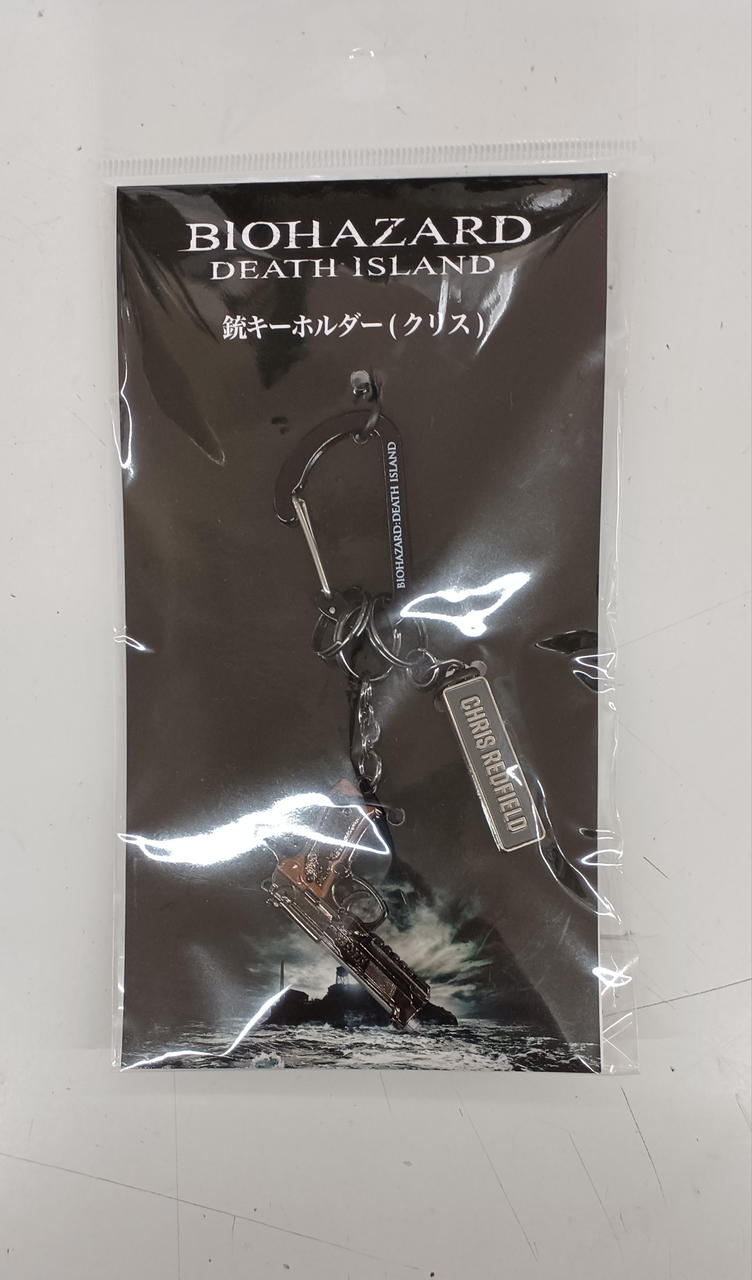 BIOHAZARD
DEATH ISLAND
銃キーホルダー(クリス)
BIOHAZARD:DEATH ISLAND
CHRIS REDFIELD